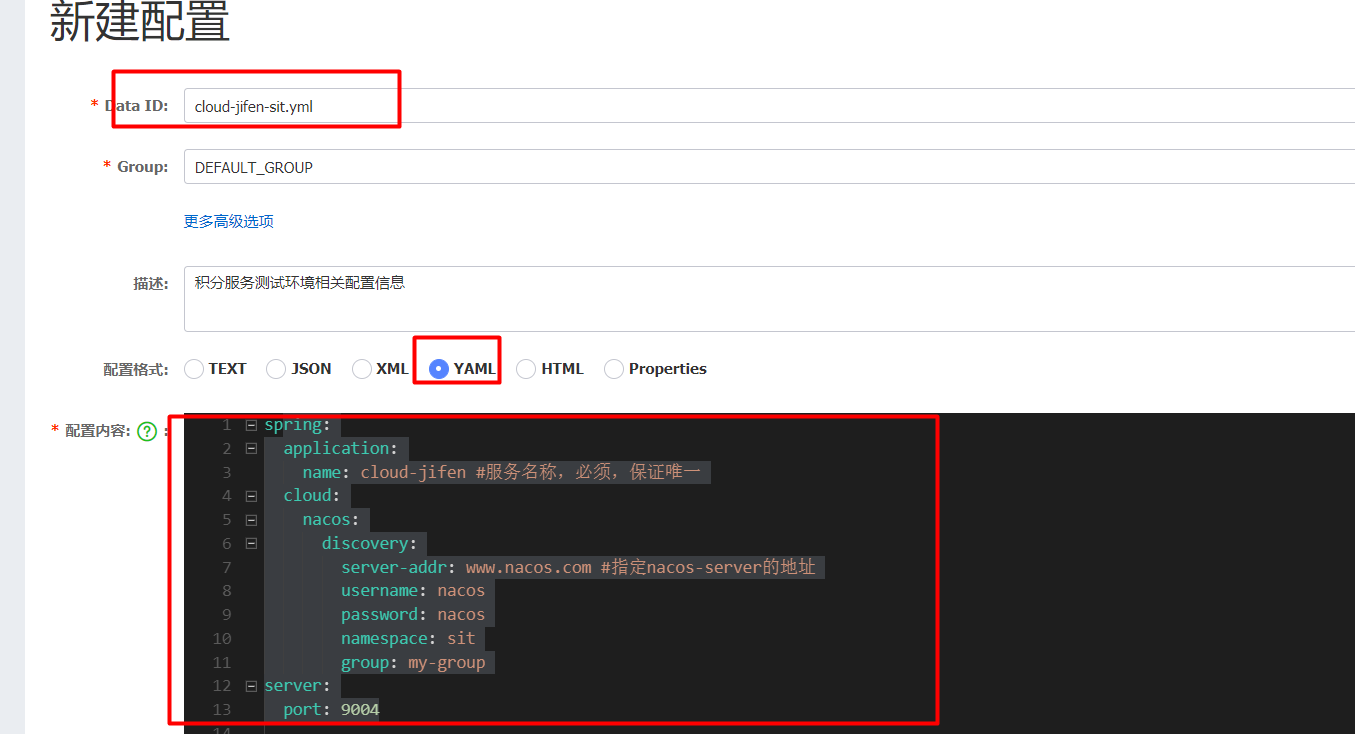 新建配置
* Data ID: cloud-jifen-sit.yml
* Group: DEFAULT_GROUP
更多高级选项
描述: 积分服务测试环境相关配置信息
配置格式: TEXT JSON XML YAML HTML Properties
* 配置内容: ? :
1 spring:
2 application:
3 name: cloud-jifen #服务名称，必须，保证唯一
4 cloud:
5 nacos:
6 discovery:
7 server-addr: www.nacos.com #指定nacos-server的地址
8 username: nacos
9 password: nacos
10 namespace: sit
11 group: my-group
12 server:
13 port: 9004
14